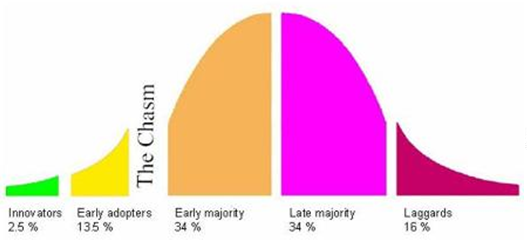 The Chasm
Innovators
2.5 %
Early adopters
13.5 %
Early majority
34 %
Late majority
34 %
Laggards
16 %